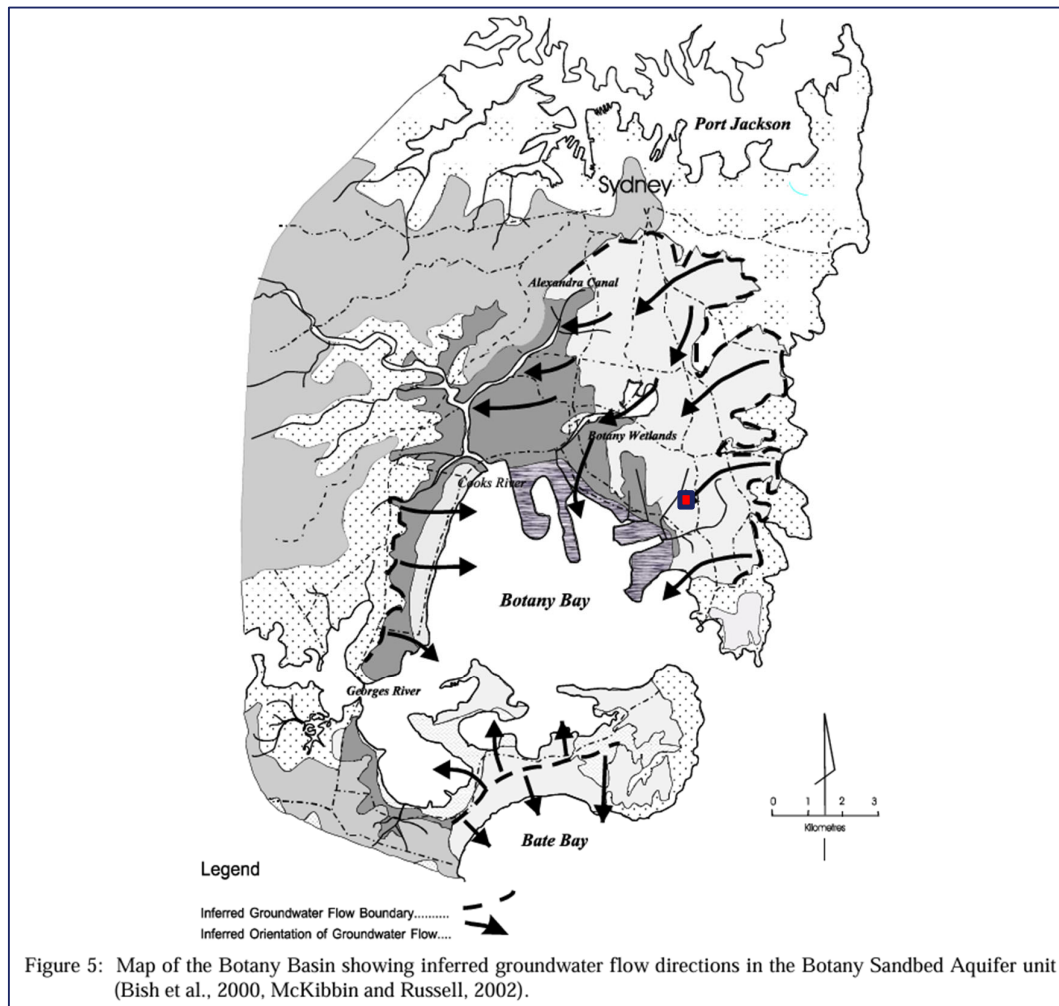 Port Jackson
Sydney
Alexandra Canal
Botany Wetlands
Cooks River
Botany Bay
Georges River
Bate Bay
0 1 2 3
Kilometres
Legend
Inferred Groundwater Flow Boundary..........
Inferred Orientation of Groundwater Flow....
Figure 5: Map of the Botany Basin showing inferred groundwater flow directions in the Botany Sandbed Aquifer unit
(Bish et al., 2000, McKibbin and Russell, 2002).